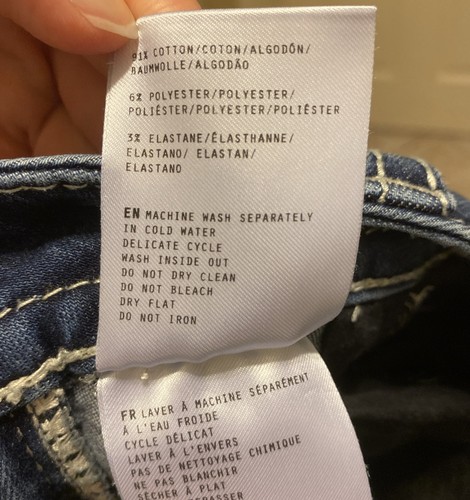 91% COTTON/COTON/ALGODÓN/
BAUMWOLLE/ALGODÃO
6% POLYESTER/POLYESTER/
POLIÉSTER/POLYESTER/POLIÉSTER
3% ELASTANE/ÉLASTHANNE/
ELASTANO/ ELASTAN/
ELASTANO
EN MACHINE WASH SEPARATELY
IN COLD WATER
DELICATE CYCLE
WASH INSIDE OUT
DO NOT DRY CLEAN
DO NOT BLEACH
DRY FLAT
DO NOT IRON
FR LAVER À MACHINE SÉPARÉMENT
À L'EAU FROIDE
CYCLE DÉLICAT
LAVER À L'ENVERS
PAS DE NETTOYAGE CHIMIQUE
NE PAS BLANCHIR
SÉCHER À PLAT